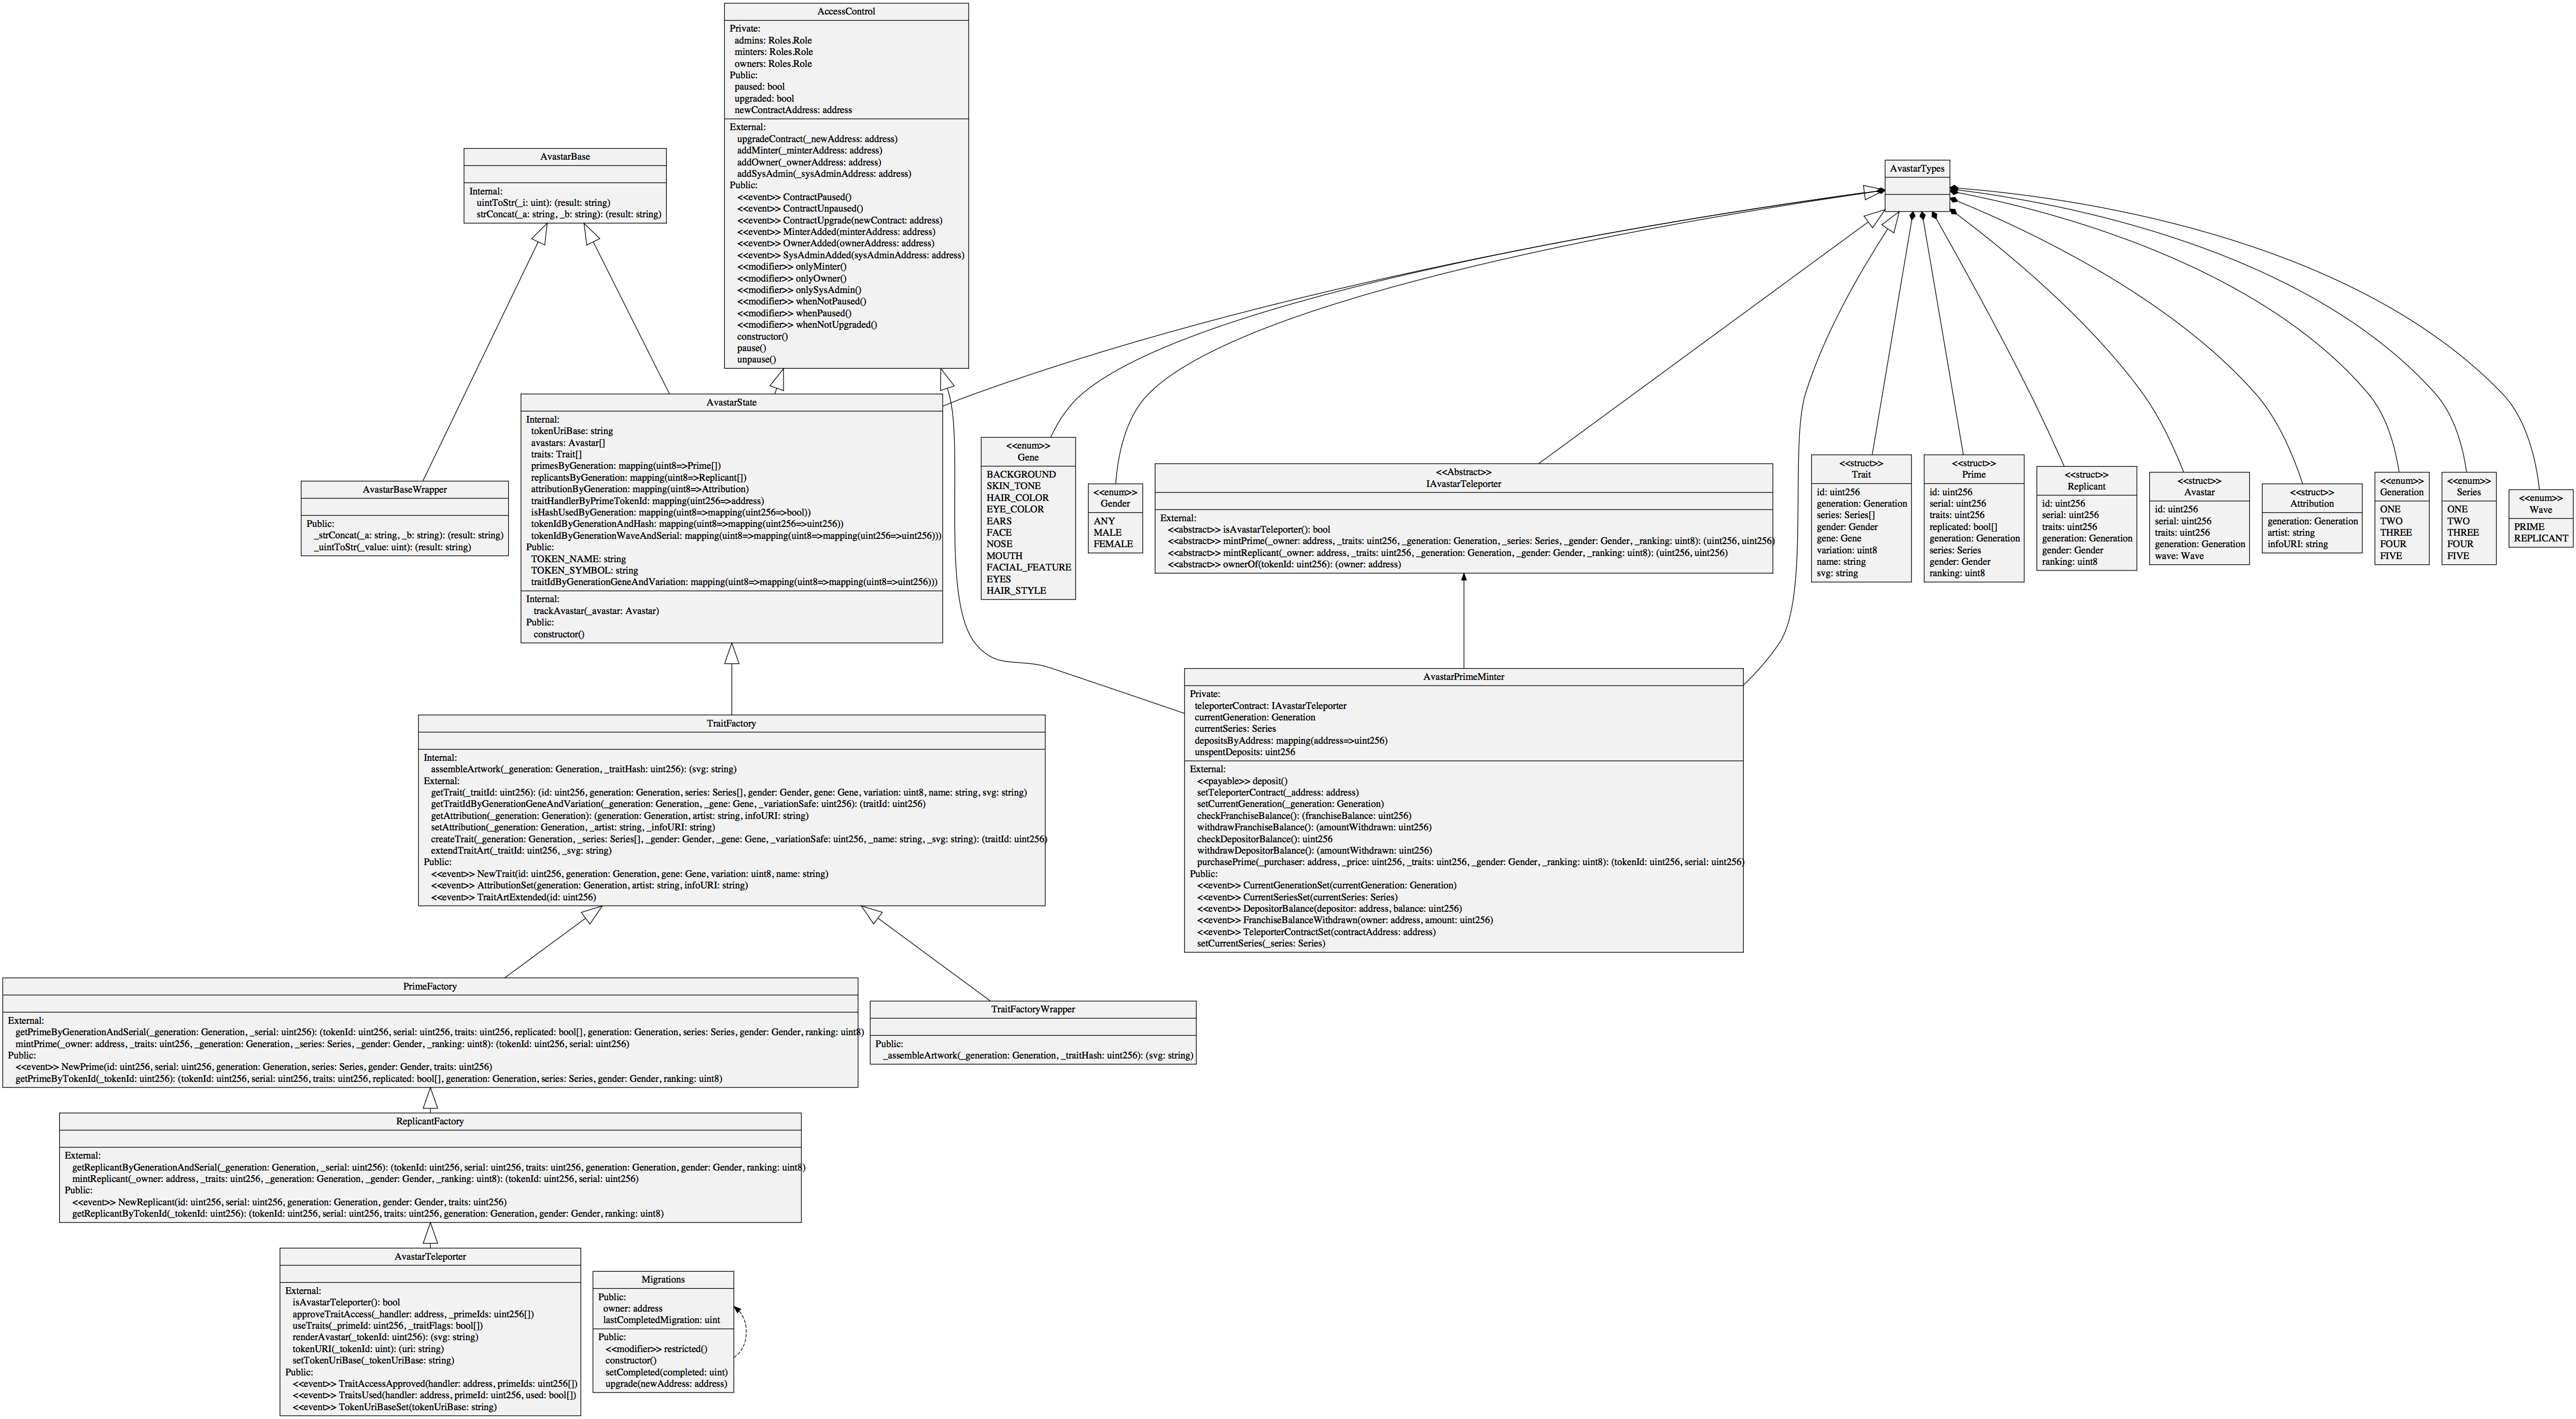 AccessControl
Private:
admins: Roles.Role
minters: Roles.Role
owners: Roles.Role
Public:
paused: bool
upgraded: bool
newContractAddress: address
External:
upgradeContract(_newAddress: address)
addMinter(_minterAddress: address)
addOwner(_ownerAddress: address)
addSysAdmin(_sysAdminAddress: address)
Public:
<<event>> ContractPaused()
<<event>> ContractUnpaused()
<<event>> ContractUpgrade(newContract: address)
<<event>> MinterAdded(minterAddress: address)
<<event>> OwnerAdded(ownerAddress: address)
<<event>> SysAdminAdded(sysAdminAddress: address)
<<modifier>> onlyMinter()
<<modifier>> onlyOwner()
<<modifier>> onlySysAdmin()
<<modifier>> whenNotPaused()
<<modifier>> whenPaused()
<<modifier>> whenNotUpgraded()
constructor()
pause()
unpause()
AvastarBase
Internal:
uintToStr(_i: uint): (result: string)
strConcat(_a: string, _b: string): (result: string)
AvastarTypes
AvastarState
Internal:
tokenUriBase: string
avastars: Avastar[]
traits: Trait[]
primesByGeneration: mapping(uint8=>Prime[])
replicantsByGeneration: mapping(uint8=>Replicant[])
attributionByGeneration: mapping(uint8=>Attribution)
traitHandlerByPrimeTokenId: mapping(uint256=>address)
isHashUsedByGeneration: mapping(uint8=>mapping(uint256=>bool))
tokenIdByGenerationAndHash: mapping(uint8=>mapping(uint256=>uint256))
tokenIdByGenerationWaveAndSerial: mapping(uint8=>mapping(uint8=>mapping(uint256=>uint256)))
Public:
TOKEN_NAME: string
TOKEN_SYMBOL: string
traitIdByGenerationGeneAndVariation: mapping(uint8=>mapping(uint8=>mapping(uint8=>uint256)))
Internal:
trackAvastar(_avastar: Avastar)
Public:
constructor()
AvastarBaseWrapper
Public:
_strConcat(_a: string, _b: string): (result: string)
_uintToStr(_value: uint): (result: string)
<<enum>>
Gene
BACKGROUND
SKIN_TONE
HAIR_COLOR
EYE_COLOR
EARS
FACE
NOSE
MOUTH
FACIAL_FEATURE
EYES
HAIR_STYLE
<<enum>>
Gender
ANY
MALE
FEMALE
<<Abstract>>
IAvastarTeleporter
External:
<<abstract>> isAvastarTeleporter(): bool
<<abstract>> mintPrime(_owner: address, _traits: uint256, _generation: Generation, _series: Series, _gender: Gender, _ranking: uint8): (uint256, uint256)
<<abstract>> mintReplicant(_owner: address, _traits: uint256, _generation: Generation, _gender: Gender, _ranking: uint8): (uint256, uint256)
<<abstract>> ownerOf(tokenId: uint256): (owner: address)
<<struct>>
Trait
id: uint256
generation: Generation
series: Series[]
gender: Gender
gene: Gene
variation: uint8
name: string
svg: string
<<struct>>
Prime
id: uint256
serial: uint256
traits: uint256
replicated: bool[]
generation: Generation
series: Series
gender: Gender
ranking: uint8
<<struct>>
Replicant
id: uint256
serial: uint256
traits: uint256
generation: Generation
gender: Gender
ranking: uint8
<<struct>>
Avastar
id: uint256
serial: uint256
traits: uint256
generation: Generation
wave: Wave
<<struct>>
Attribution
generation: Generation
artist: string
infoURI: string
<<enum>>
Generation
ONE
TWO
THREE
FOUR
FIVE
<<enum>>
Series
ONE
TWO
THREE
FOUR
FIVE
<<enum>>
Wave
PRIME
REPLICANT
TraitFactory
Internal:
assembleArtwork(_generation: Generation, _traitHash: uint256): (svg: string)
External:
getTrait(_traitId: uint256): (id: uint256, generation: Generation, series: Series[], gender: Gender, gene: Gene, variation: uint8, name: string, svg: string)
getTraitIdByGenerationGeneAndVariation(_generation: Generation, _gene: Gene, _variationSafe: uint256): (traitId: uint256)
getAttribution(_generation: Generation): (generation: Generation, artist: string, infoURI: string)
setAttribution(_generation: Generation, _artist: string, _infoURI: string)
createTrait(_generation: Generation, _series: Series[], _gender: Gender, _gene: Gene, _variationSafe: uint256, _name: string, _svg: string): (traitId: uint256)
extendTraitArt(_traitId: uint256, _svg: string)
Public:
<<event>> NewTrait(id: uint256, generation: Generation, gene: Gene, variation: uint8, name: string)
<<event>> AttributionSet(generation: Generation, artist: string, infoURI: string)
<<event>> TraitArtExtended(id: uint256)
AvastarPrimeMinter
Private:
teleporterContract: IAvastarTeleporter
currentGeneration: Generation
currentSeries: Series
depositsByAddress: mapping(address=>uint256)
unspentDeposits: uint256
External:
<<payable>> deposit()
setTeleporterContract(_address: address)
setCurrentGeneration(_generation: Generation)
checkFranchiseBalance(): (franchiseBalance: uint256)
withdrawFranchiseBalance(): (amountWithdrawn: uint256)
checkDepositorBalance(): uint256
withdrawDepositorBalance(): (amountWithdrawn: uint256)
purchasePrime(_purchaser: address, _price: uint256, _traits: uint256, _gender: Gender, _ranking: uint8): (tokenId: uint256, serial: uint256)
Public:
<<event>> CurrentGenerationSet(currentGeneration: Generation)
<<event>> CurrentSeriesSet(currentSeries: Series)
<<event>> DepositorBalance(depositor: address, balance: uint256)
<<event>> FranchiseBalanceWithdrawn(owner: address, amount: uint256)
<<event>> TeleporterContractSet(contractAddress: address)
setCurrentSeries(_series: Series)
PrimeFactory
External:
getPrimeByGenerationAndSerial(_generation: Generation, _serial: uint256): (tokenId: uint256, serial: uint256, traits: uint256, replicated: bool[], generation: Generation, series: Series, gender: Gender, ranking: uint8)
mintPrime(_owner: address, _traits: uint256, _generation: Generation, _series: Series, _gender: Gender, _ranking: uint8): (tokenId: uint256, serial: uint256)
Public:
<<event>> NewPrime(id: uint256, serial: uint256, generation: Generation, series: Series, gender: Gender, traits: uint256)
getPrimeByTokenId(_tokenId: uint256): (tokenId: uint256, serial: uint256, traits: uint256, replicated: bool[], generation: Generation, series: Series, gender: Gender, ranking: uint8)
TraitFactoryWrapper
Public:
_assembleArtwork(_generation: Generation, _traitHash: uint256): (svg: string)
ReplicantFactory
External:
getReplicantByGenerationAndSerial(_generation: Generation, _serial: uint256): (tokenId: uint256, serial: uint256, traits: uint256, generation: Generation, gender: Gender, ranking: uint8)
mintReplicant(_owner: address, _traits: uint256, _generation: Generation, _gender: Gender, _ranking: uint8): (tokenId: uint256, serial: uint256)
Public:
<<event>> NewReplicant(id: uint256, serial: uint256, generation: Generation, gender: Gender, traits: uint256)
getReplicantByTokenId(_tokenId: uint256): (tokenId: uint256, serial: uint256, traits: uint256, generation: Generation, gender: Gender, ranking: uint8)
AvastarTeleporter
External:
isAvastarTeleporter(): bool
approveTraitAccess(_handler: address, _primeIds: uint256[])
useTraits(_primeId: uint256, _traitFlags: bool[])
renderAvastar(_tokenId: uint256): (svg: string)
tokenURI(_tokenId: uint): (uri: string)
setTokenUriBase(_tokenUriBase: string)
Public:
<<event>> TraitAccessApproved(handler: address, primeIds: uint256[])
<<event>> TraitsUsed(handler: address, primeId: uint256, used: bool[])
<<event>> TokenUriBaseSet(tokenUriBase: string)
Migrations
Public:
owner: address
lastCompletedMigration: uint
Public:
<<modifier>> restricted()
constructor()
setCompleted(completed: uint)
upgrade(newAddress: address)